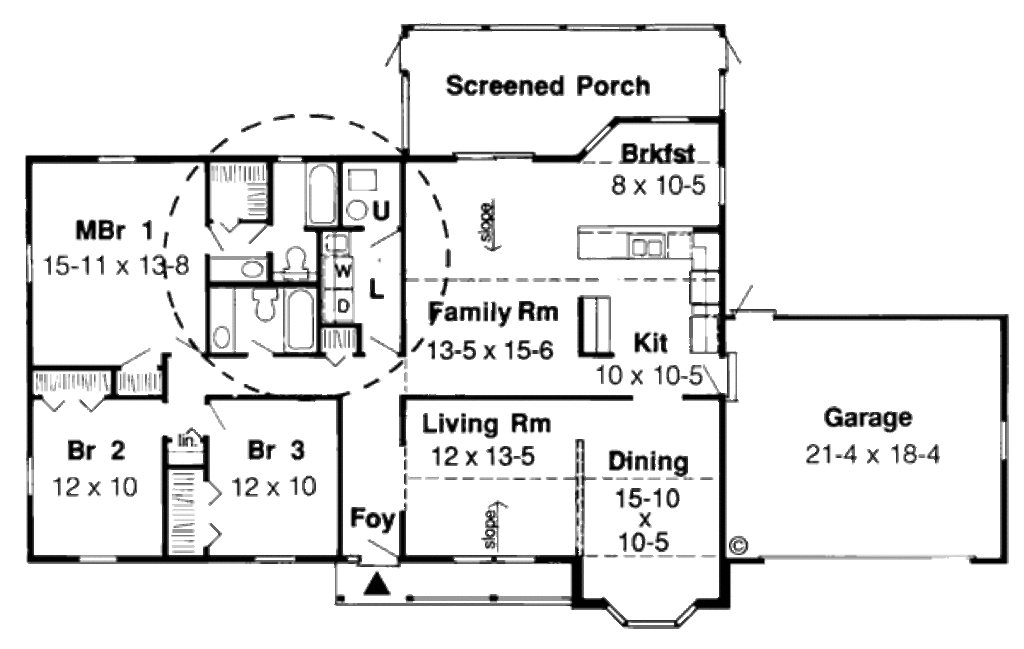 Screened Porch
Brkfst
8 x 10-5
MBr 1
15-11 x 13-8
U
slope
W
L
D
Family Rm
13-5 x 15-6
Kit
10 x 10-5
Garage
21-4 x 18-4
Living Rm
12 x 13-5
lin.
Br 2
12 x 10
Br 3
12 x 10
Dining
15-10
x
10-5
Foy
slope
©